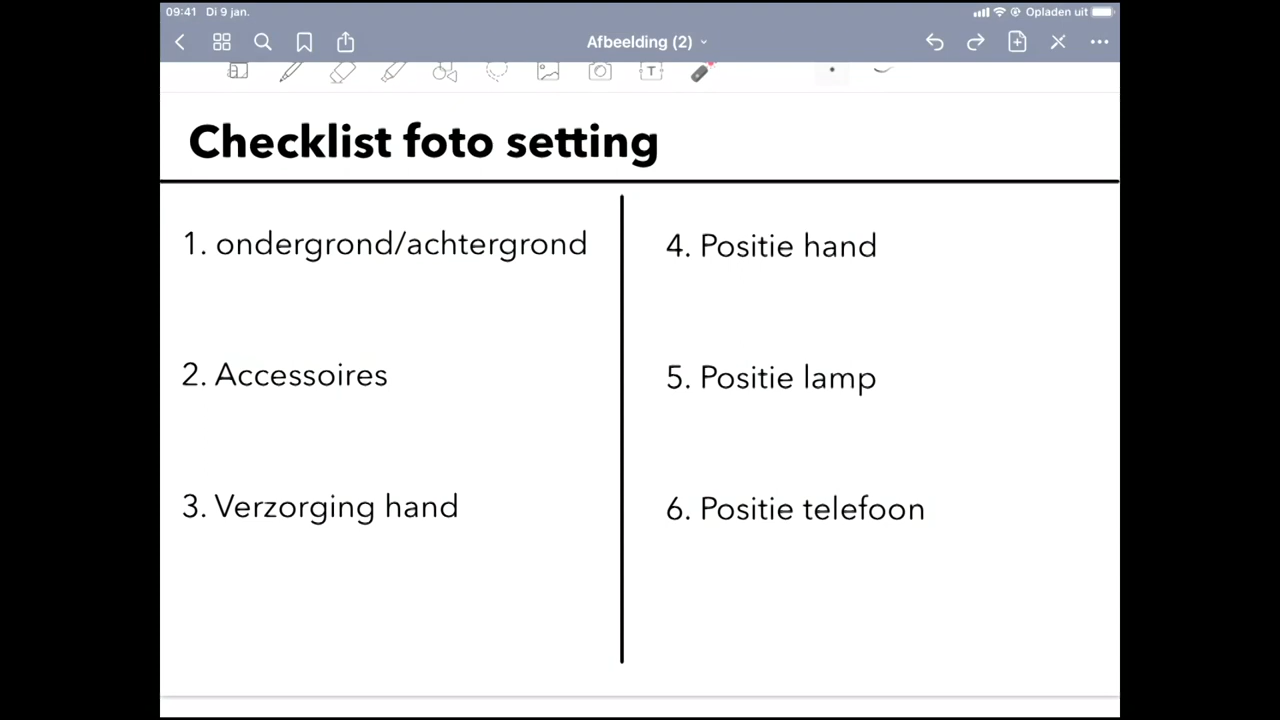 09:41 Di 9 jan.
Opladen uit
Afbeelding (2)
T
Checklist foto setting
1. ondergrond/achtergrond
2. Accessoires
3. Verzorging hand
4. Positie hand
5. Positie lamp
6. Positie telefoon